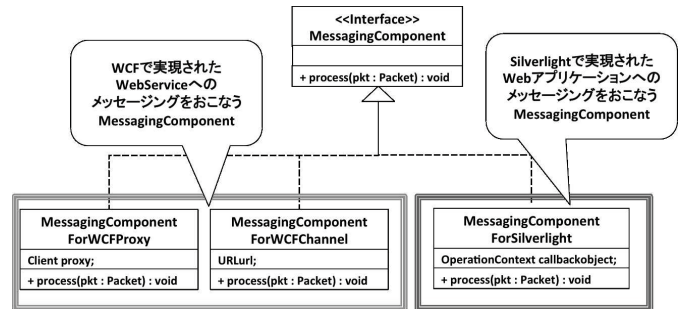 <<Interface>>
MessagingComponent
+ process(pkt : Packet) : void
WCFで実現された
WebServiceへの
メッセージングをおこなう
MessagingComponent
Silverlightで実現された
Webアプリケーションへの
メッセージングをおこなう
MessagingComponent
MessagingComponent
ForWCFProxy
Client proxy;
+ process(pkt : Packet) : void
MessagingComponent
ForWCFChannel
URLurl;
+ process(pkt : Packet) : void
MessagingComponent
ForSilverlight
OperationContext callbackobject;
+ process(pkt : Packet) : void